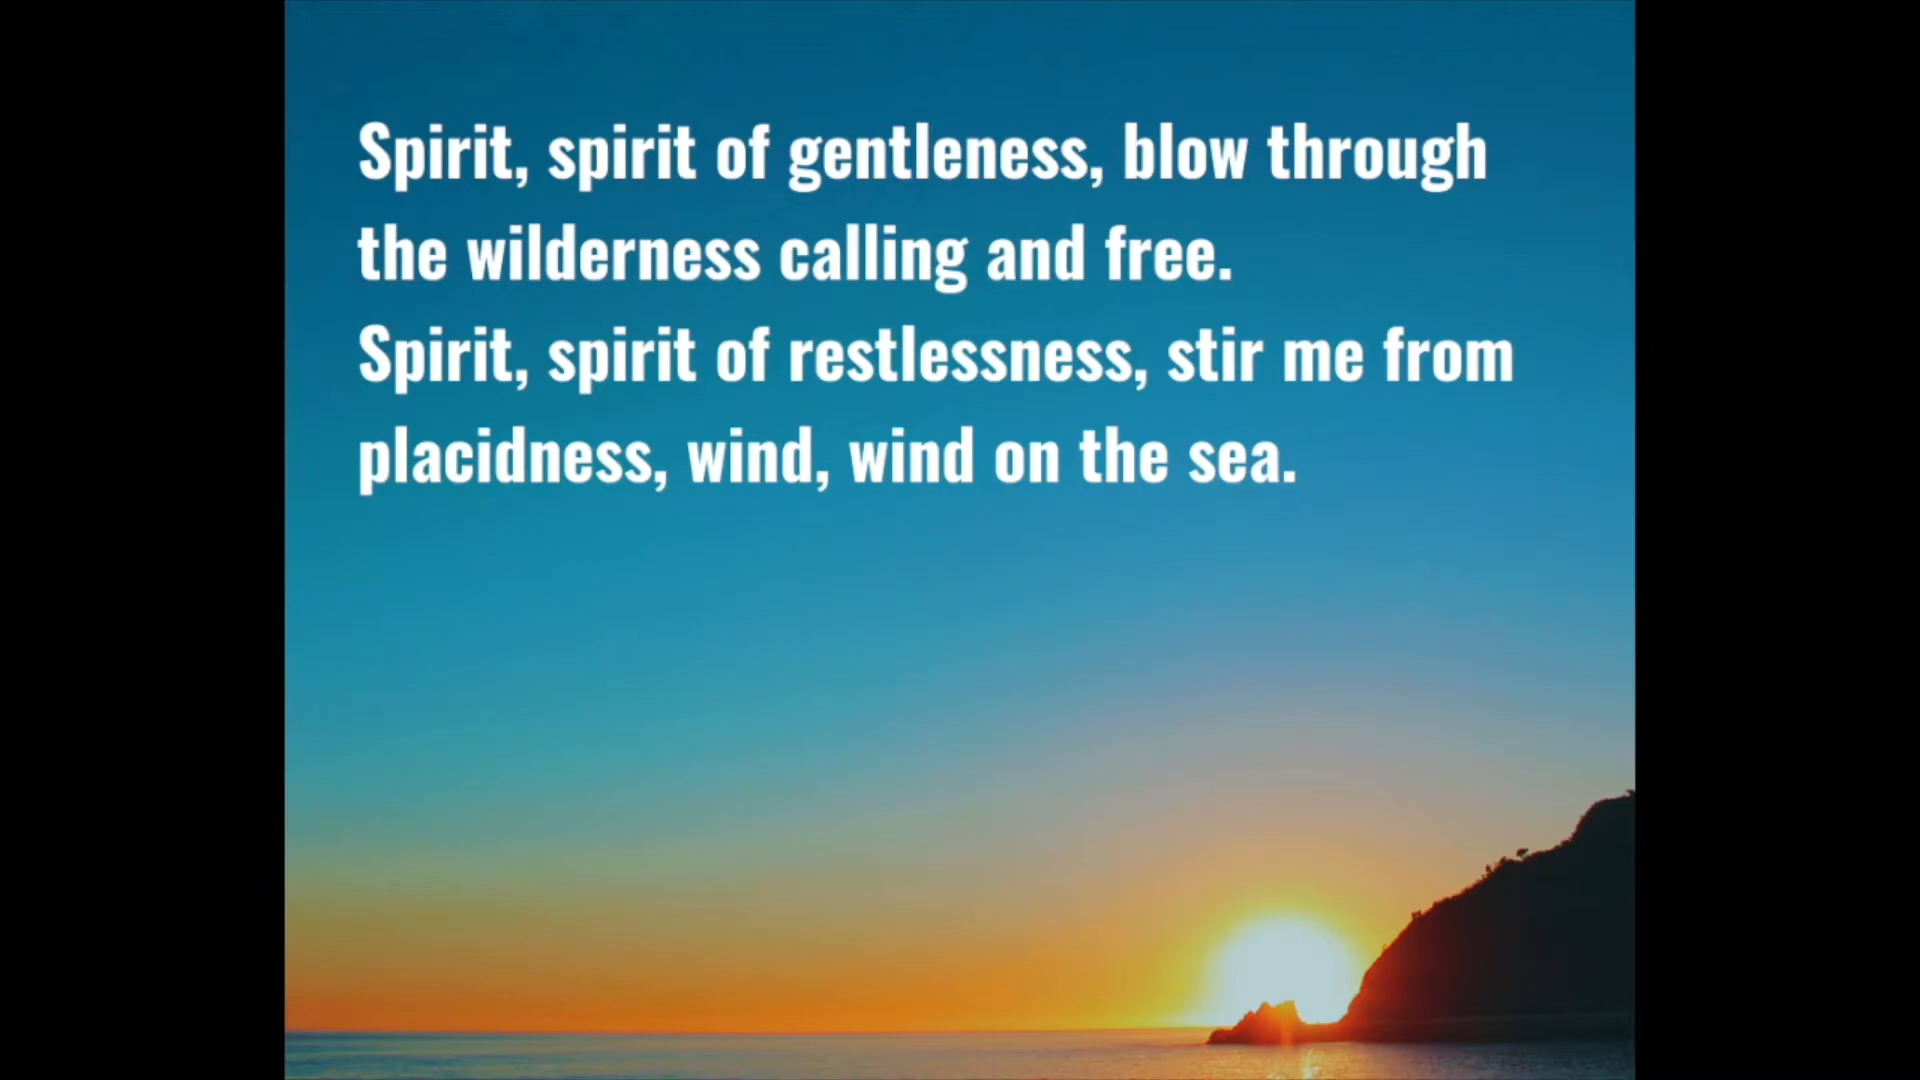 Spirit, spirit of gentleness, blow through
the wilderness calling and free.
Spirit, spirit of restlessness, stir me from
placidness, wind, wind on the sea.